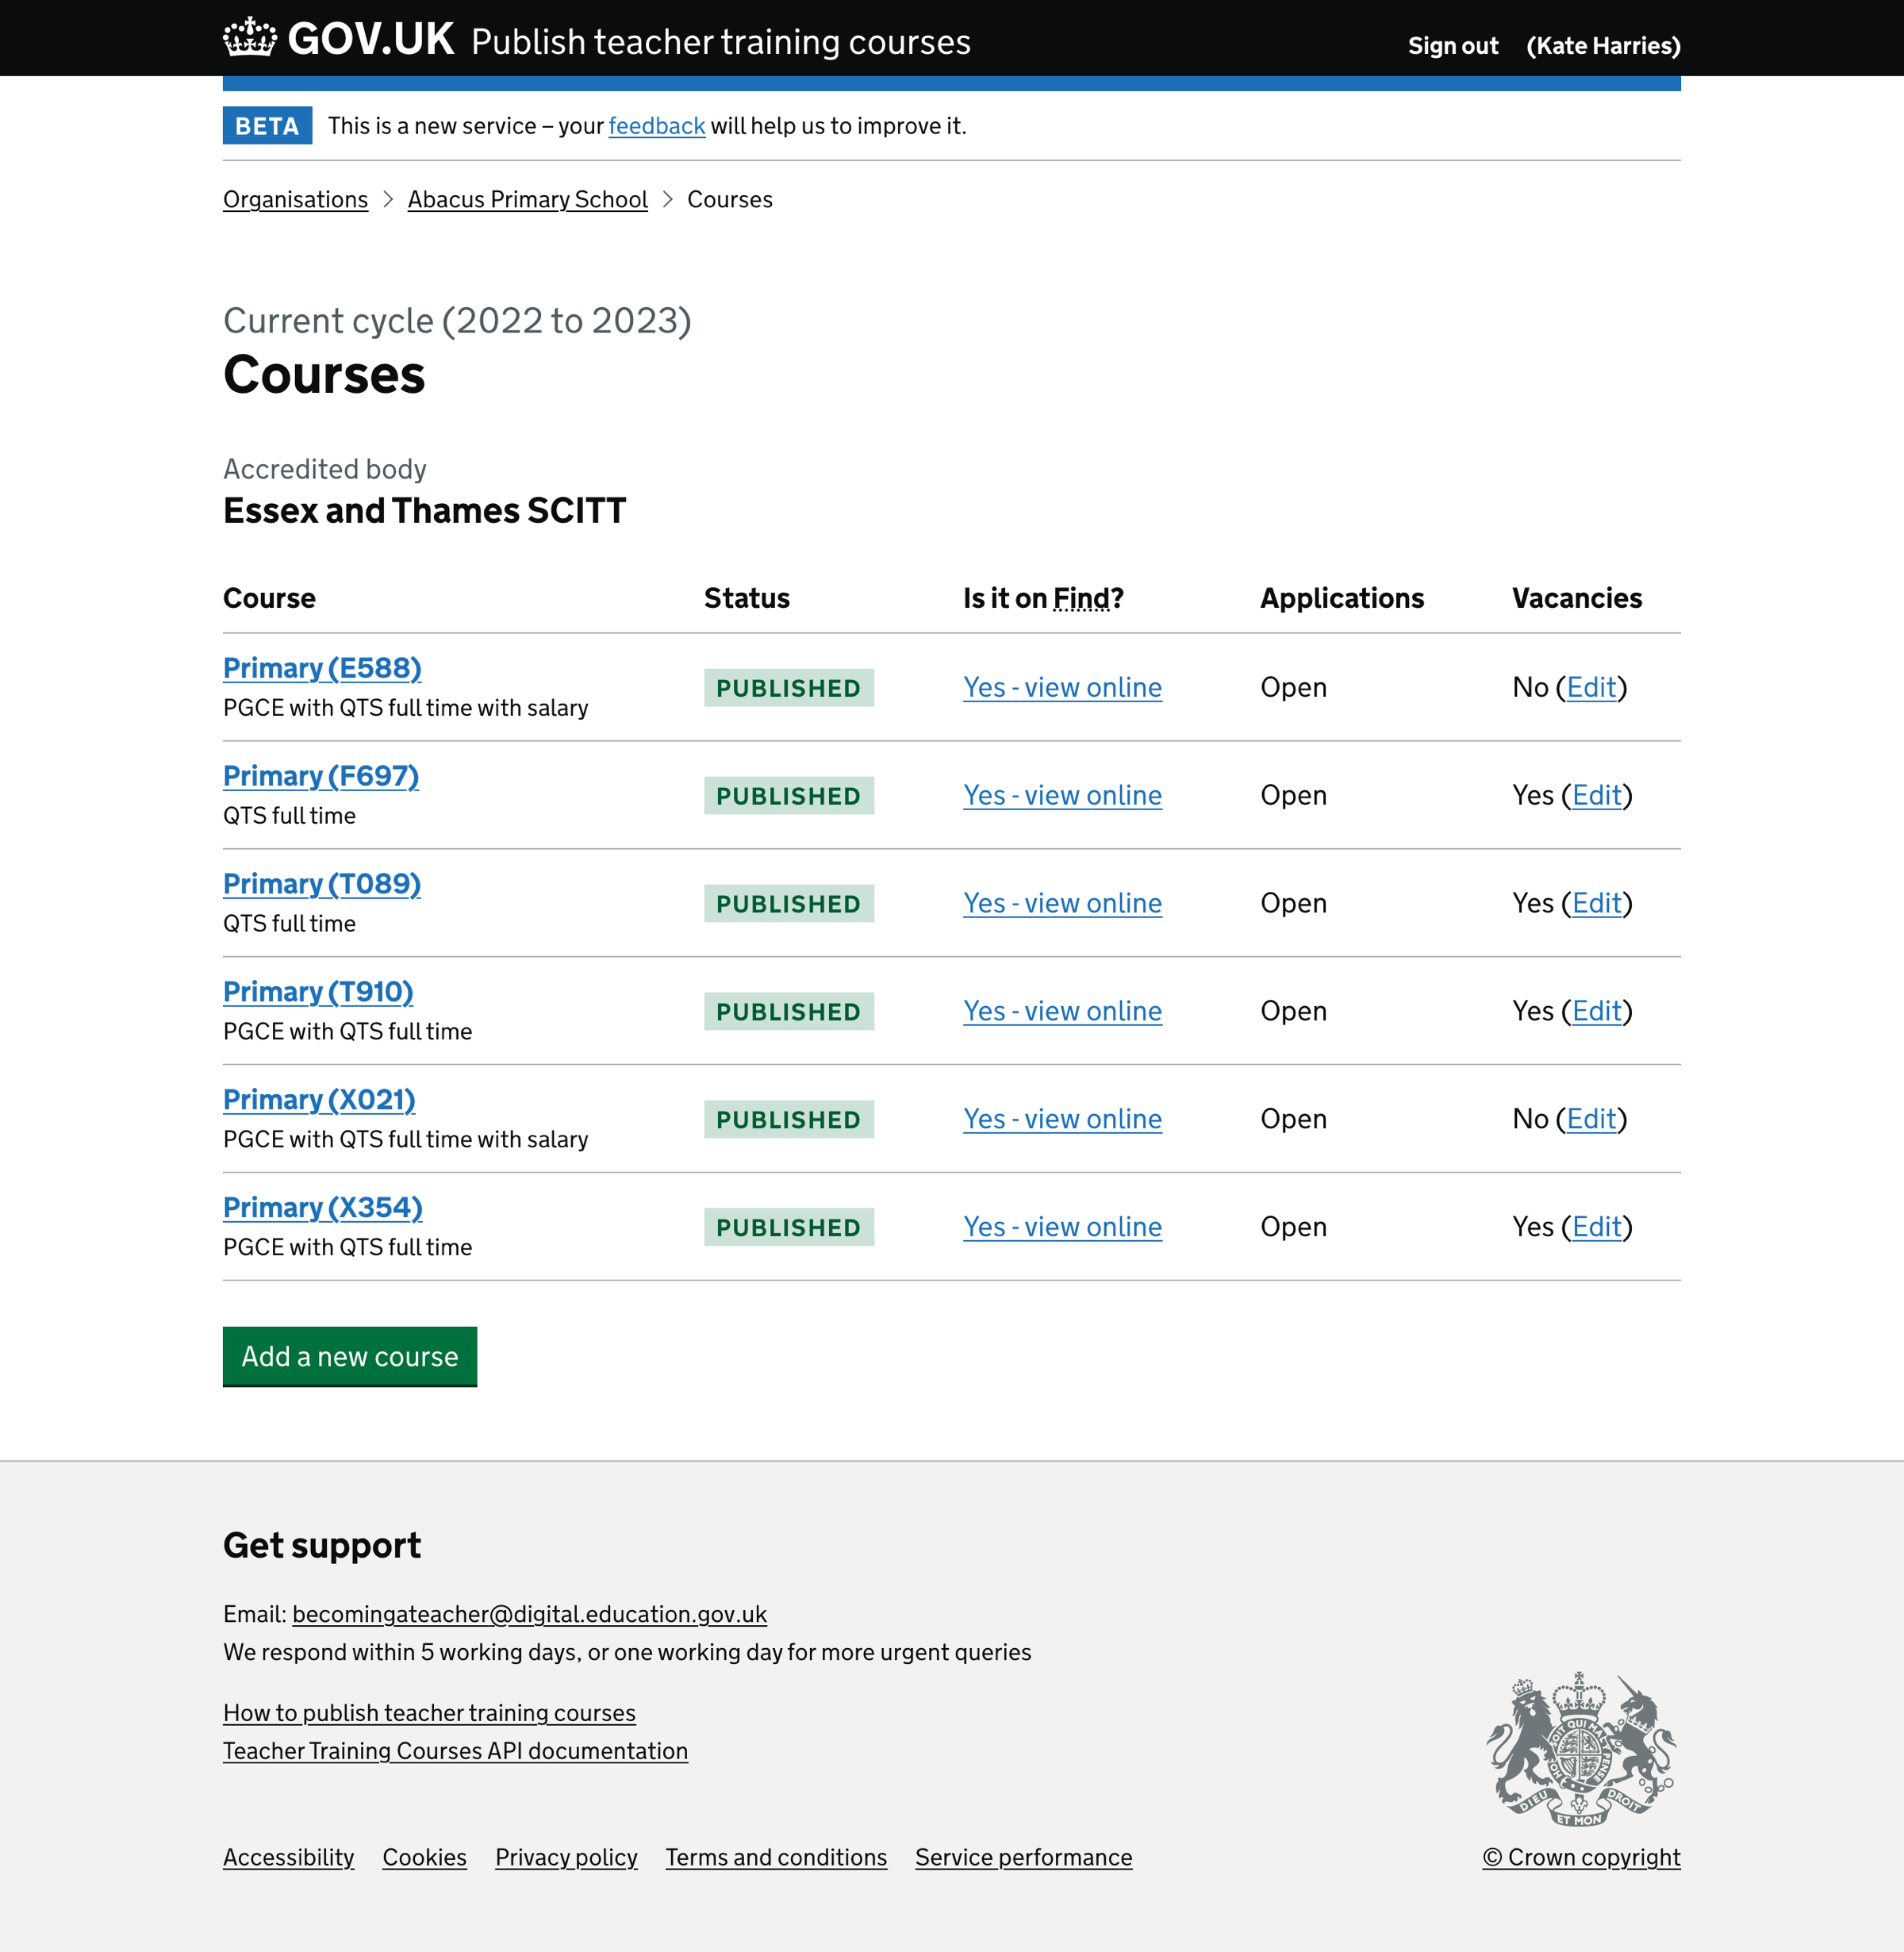 GOV.UK Publish teacher training courses Sign out (Kate Harries)
BETA This is a new service – your feedback will help us to improve it.
Organisations > Abacus Primary School > Courses
Current cycle (2022 to 2023)
Courses
Accredited body
Essex and Thames SCITT
Course Status Is it on Find? Applications Vacancies
Primary (E588)
PGCE with QTS full time with salary
PUBLISHED Yes - view online Open No (Edit)
Primary (F697)
QTS full time
PUBLISHED Yes - view online Open Yes (Edit)
Primary (T089)
QTS full time
PUBLISHED Yes - view online Open Yes (Edit)
Primary (T910)
PGCE with QTS full time
PUBLISHED Yes - view online Open Yes (Edit)
Primary (X021)
PGCE with QTS full time with salary
PUBLISHED Yes - view online Open No (Edit)
Primary (X354)
PGCE with QTS full time
PUBLISHED Yes - view online Open Yes (Edit)
Add a new course
Get support
Email: becomingateacher@digital.education.gov.uk
We respond within 5 working days, or one working day for more urgent queries
How to publish teacher training courses
Teacher Training Courses API documentation
DIEU ET MON DROIT
Accessibility Cookies Privacy policy Terms and conditions Service performance © Crown copyright